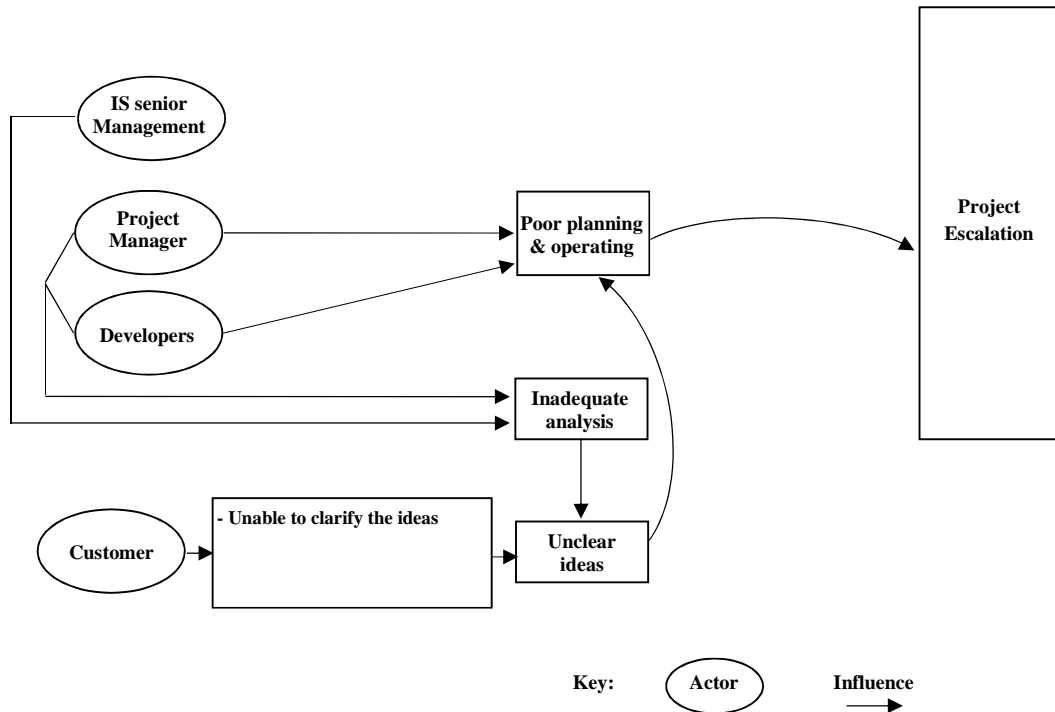 IS senior
Management
Project
Manager
Developers
Poor planning
& operating
Project
Escalation
Inadequate
analysis
Customer
- Unable to clarify the ideas
Unclear
ideas
Key:
Actor
Influence